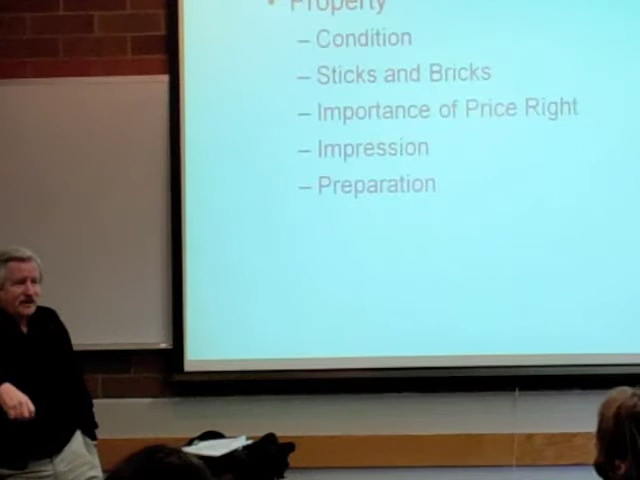 • Property
– Condition
– Sticks and Bricks
– Importance of Price Right
– Impression
– Preparation